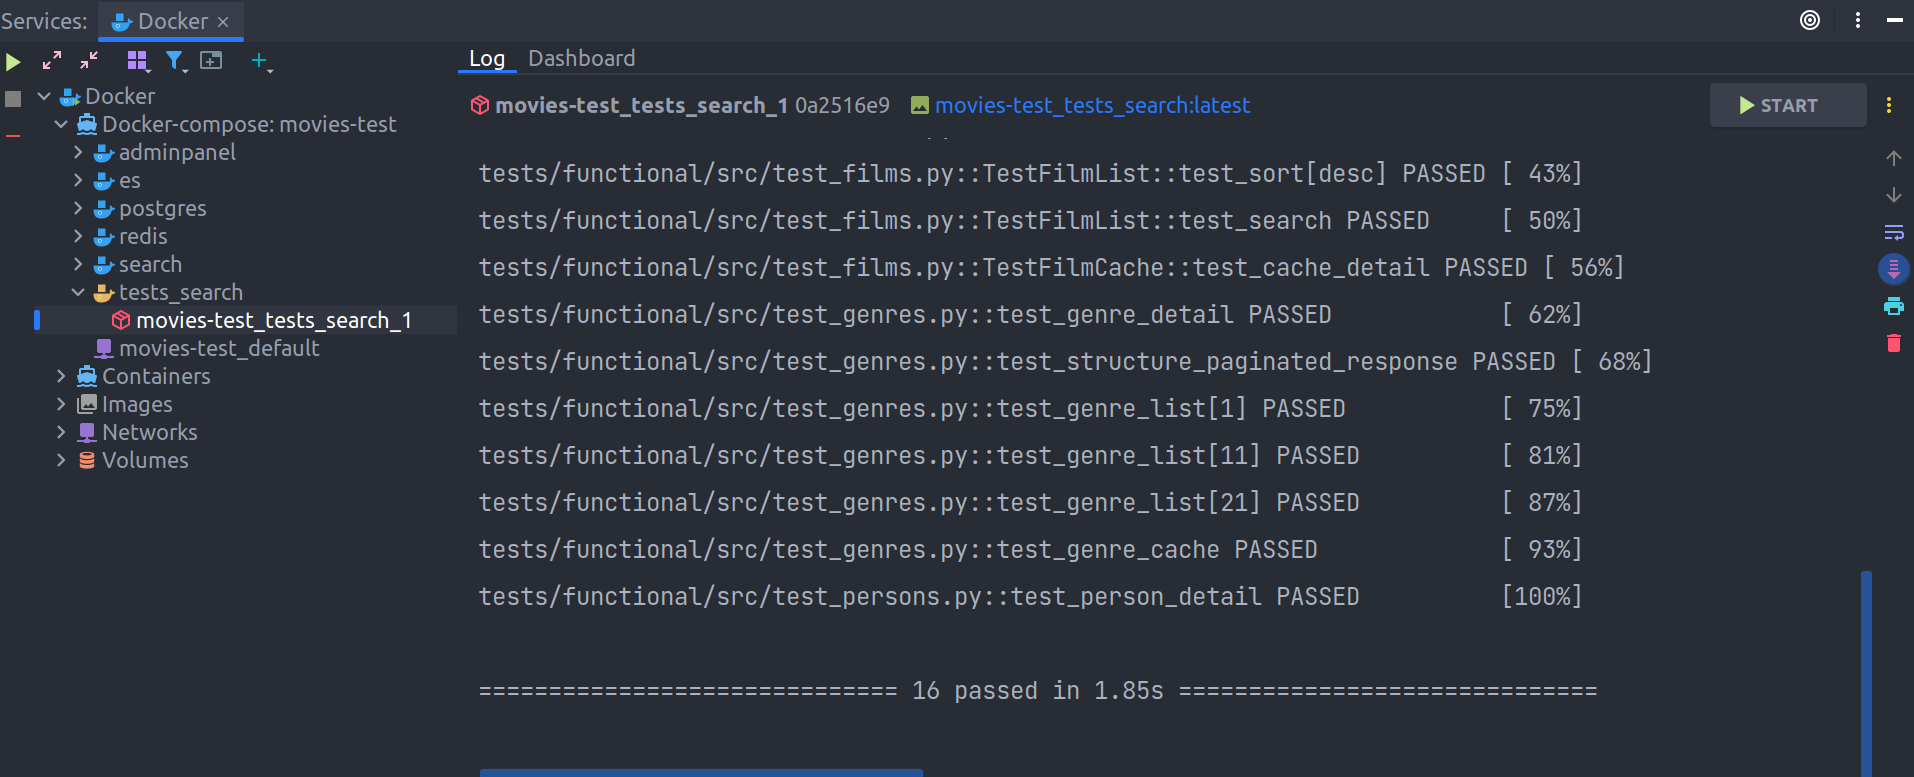 Services:
Docker
Log
Dashboard
Docker
Docker-compose: movies-test
adminpanel
es
postgres
redis
search
tests_search
movies-test_tests_search_1
movies-test_default
Containers
Images
Networks
Volumes
movies-test_tests_search_1 0a2516e9
movies-test_tests_search:latest
START
tests/functional/src/test_films.py::TestFilmList::test_sort[desc] PASSED [ 43%]
tests/functional/src/test_films.py::TestFilmList::test_search PASSED [ 50%]
tests/functional/src/test_films.py::TestFilmCache::test_cache_detail PASSED [ 56%]
tests/functional/src/test_genres.py::test_genre_detail PASSED [ 62%]
tests/functional/src/test_genres.py::test_structure_paginated_response PASSED [ 68%]
tests/functional/src/test_genres.py::test_genre_list[1] PASSED [ 75%]
tests/functional/src/test_genres.py::test_genre_list[11] PASSED [ 81%]
tests/functional/src/test_genres.py::test_genre_list[21] PASSED [ 87%]
tests/functional/src/test_genres.py::test_genre_cache PASSED [ 93%]
tests/functional/src/test_persons.py::test_person_detail PASSED [100%]
============================== 16 passed in 1.85s ==============================